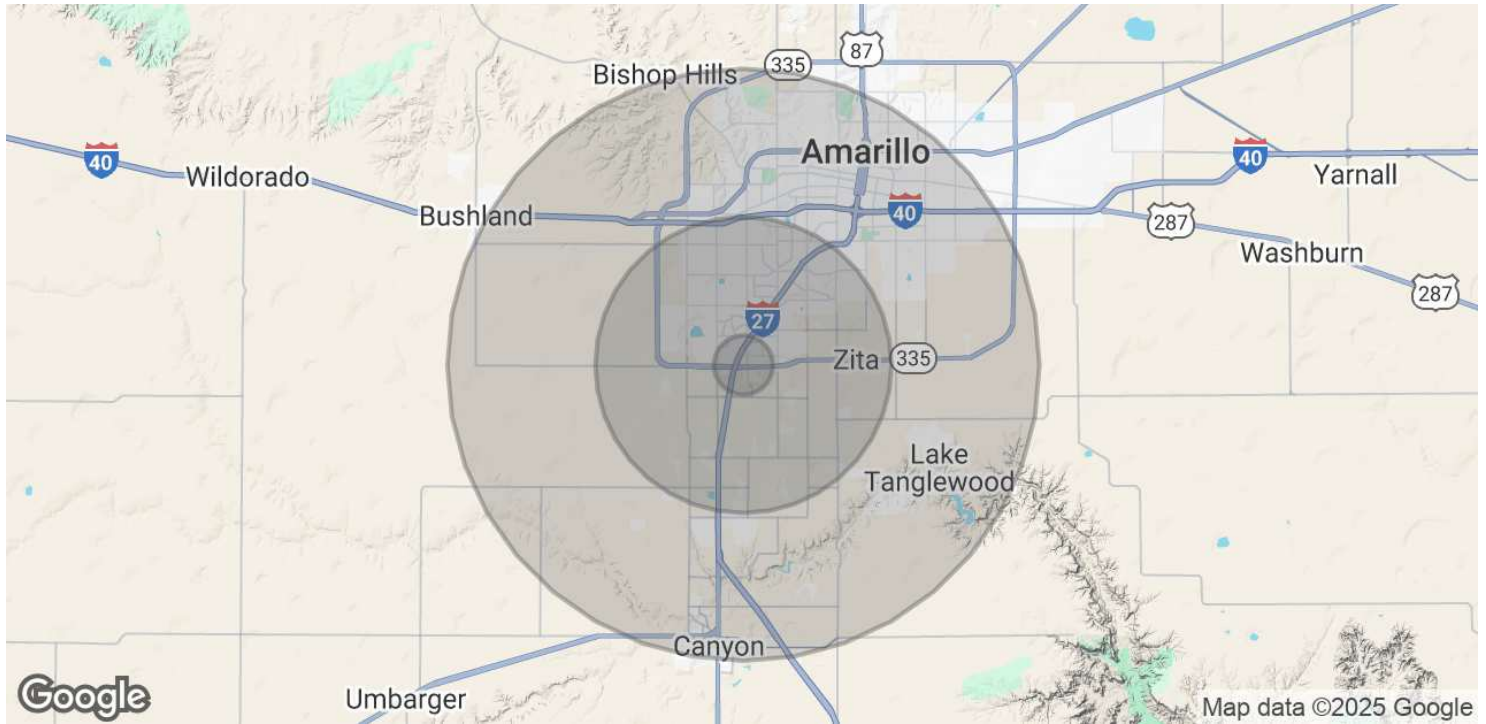 87
335
Bishop Hills
Amarillo
40
40
Yarnall
Wildorado
Bushland
40
287
Washburn
287
27
Zita
335
Lake
Tanglewood
Canyon
Umbarger
Google
Map data ©2025 Google